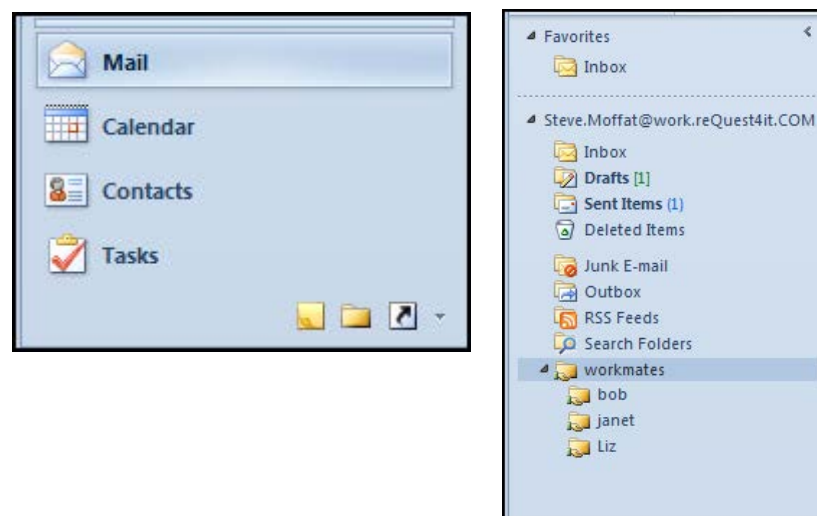 Mail
Calendar
Contacts
Tasks
Favorites
Inbox
Steve.Moffat@work.reQuest4it.COM
Inbox
Drafts [1]
Sent Items (1)
Deleted Items
Junk E-mail
Outbox
RSS Feeds
Search Folders
workmates
bob
janet
Liz